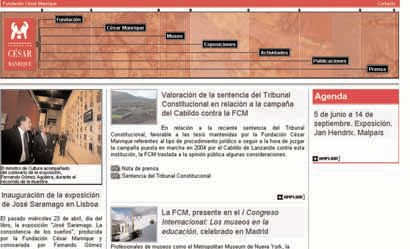 Fundación César Manrique
Contacto
Fundación
César Manrique
Museo
Exposiciones
Actividades
Publicaciones
Prensa
FUNDACIÓN
CÉSAR
MANRIQUE
El ministro de Cultura acompañado
del comisario de la exposición,
Fernando Gómez Aguilera, durante el
recorrido de la muestra
Inauguración de la exposición
de José Saramago en Lisboa
El pasado miércoles 23 de abril, día del
libro, la exposición "José Saramago. La
consistencia de los sueños", producida
por la Fundación César Manrique y
comisariada por Fernando Gómez
Valoración de la sentencia del Tribunal
Constitucional en relación a la campaña
del Cabildo contra la FCM
En relación a la reciente sentencia del Tribunal
Constitucional, favorable a las tesis mantenidas por la Fundación César
Manrique referentes al tipo de procedimiento jurídico a seguir a la hora de juzgar
la campaña puesta en marcha en 2004 por el Cabildo de Lanzarote contra esta
institución, la FCM traslada a la opinión pública algunas consideraciones.
Nota de prensa
Sentencia del Tribunal Constitucional
AMPLIAR
La FCM, presente en el I Congreso
Internacional: Los museos en la
educación, celebrado en Madrid
Profesionales de museos como el Metropolitan Museum de Nueva York, la
Agenda
5 de junio a 14 de
septiembre. Exposición.
Jan Hendrix, Malpaís
AMPLIAR